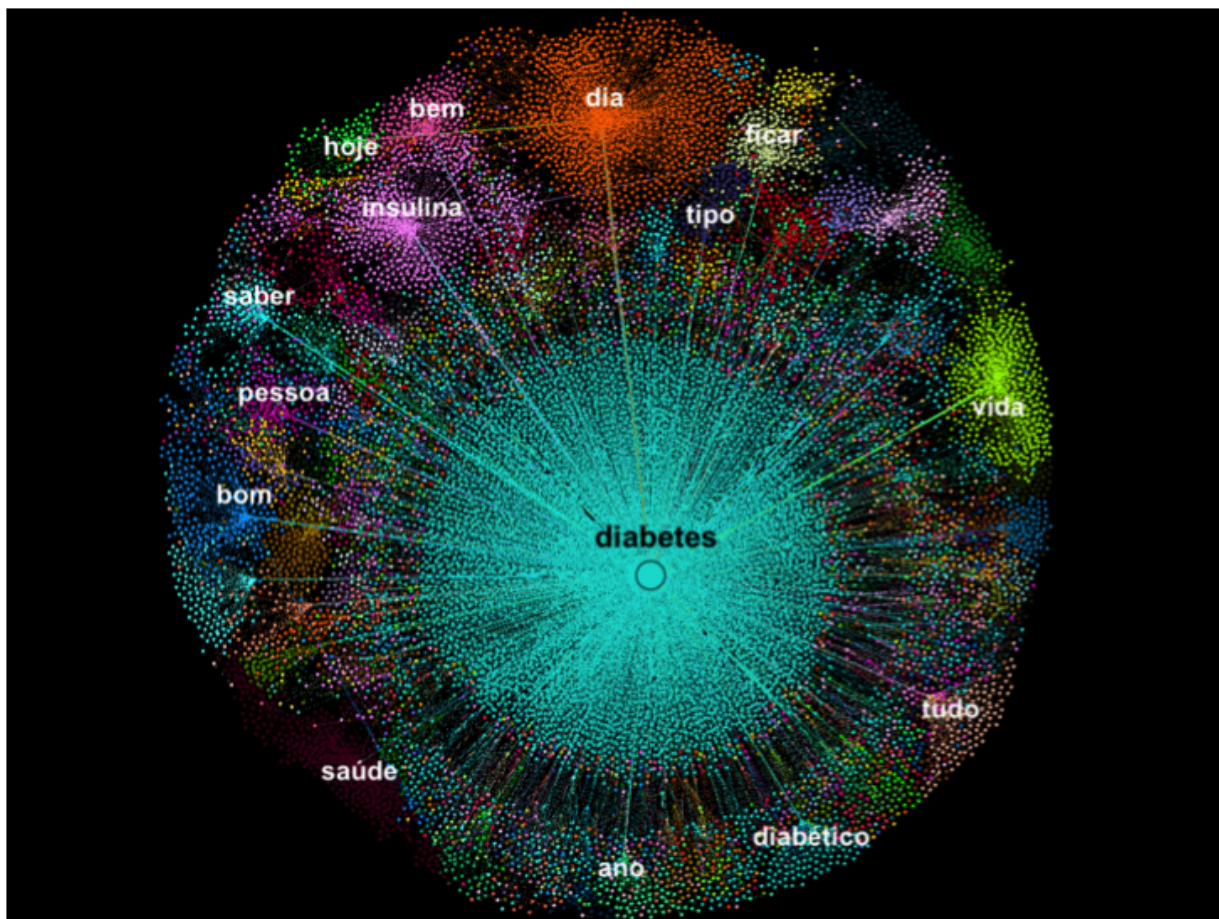 dia
bem
ficar
hoje
insulina
tipo
saber
pessoa
vida
bom
diabetes
tudo
saúde
diabético
ano